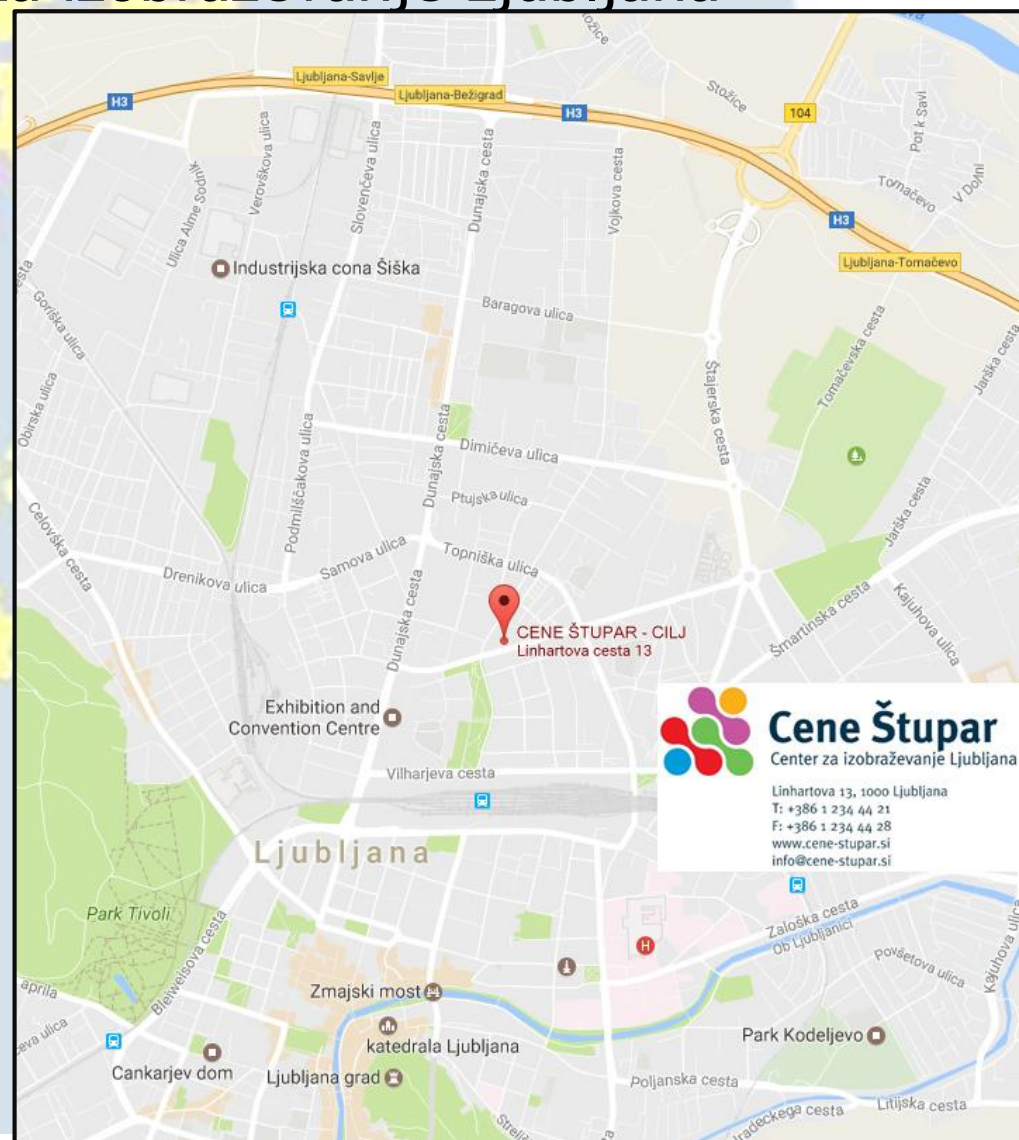 izobraževanje Ljubljana
Ljubljana-Savlje
Ljubljana-Bežigrad
H3
H3
104
Stožice
Pot k Savi
Tomačevo
V Dolini
H3
Ljubljana-Tomačevo
Verovškova ulica
Ulica Alme Sodnik
Slovenčeva ulica
Dunajska cesta
Vojkova cesta
Industrijska cona Šiška
Baragova ulica
Goriška ulica
Obirska ulica
Štajerska cesta
Tomačevska cesta
Jarška cesta
Podmilščakova ulica
Dunajska cesta
Dimičeva ulica
Ptujska ulica
Jarška cesta
Celovška cesta
Drenikova ulica
Samova ulica
Topniška ulica
Dunajska cesta
CENE ŠTUPAR - CILJ
Linhartova cesta 13
Šmartinska cesta
Kajuhova ulica
Exhibition and
Convention Centre
Vilharjeva cesta
Cene Štupar
Center za izobraževanje Ljubljana
Linhartova 13, 1000 Ljubljana
T: +386 1 234 44 21
F: +386 1 234 44 28
www.cene-stupar.si
info@cene-stupar.si
Ljubljana
Park Tivoli
Bleiweisova cesta
H
Zaloška cesta
Ob Ljubljanici
Povšetova ulica
Kajuhova
aprila
Zmajski most
katedrala Ljubljana
Cankarjev dom
Ljubljana grad
Park Kodeljevo
Poljanska cesta
Litijska cesta